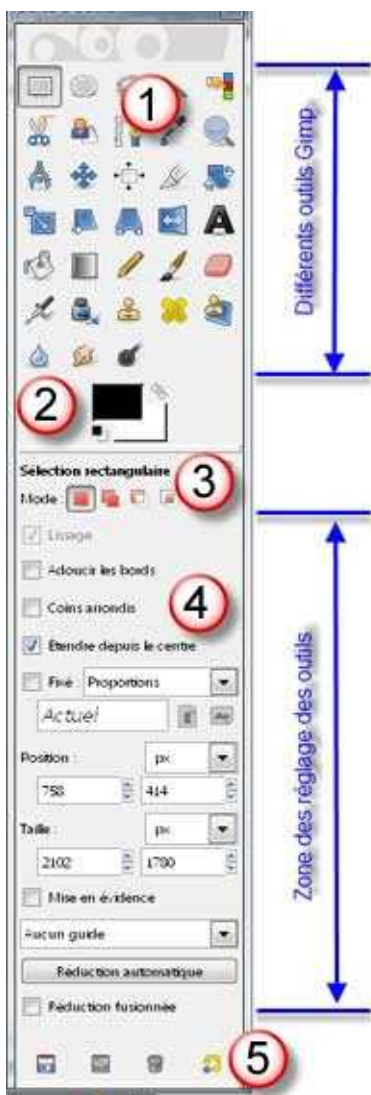 1
Différents outils Gimp
2
Sélection rectangulaire
3
Mode :
Lissage
Adoucir les bords
4
Coins arrondis
Étendre depuis le centre
Fixé Proportions
Actuel
Position : px
758 414
Taille : px
2102 1780
Mise en évidence
Aucun guide
Réduction automatique
Réduction fusionnée
Zone des réglage des outils
5